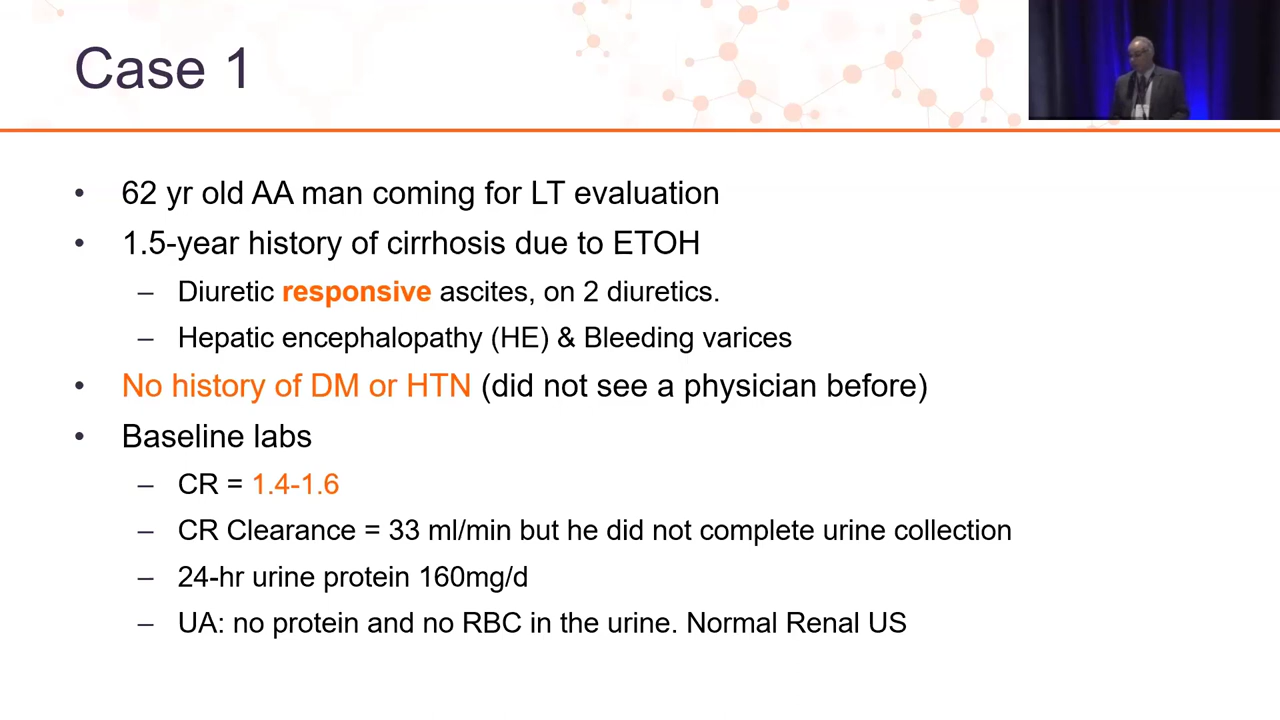 Case 1
• 62 yr old AA man coming for LT evaluation
• 1.5-year history of cirrhosis due to ETOH
– Diuretic responsive ascites, on 2 diuretics.
– Hepatic encephalopathy (HE) & Bleeding varices
• No history of DM or HTN (did not see a physician before)
• Baseline labs
– CR = 1.4-1.6
– CR Clearance = 33 ml/min but he did not complete urine collection
– 24-hr urine protein 160mg/d
– UA: no protein and no RBC in the urine. Normal Renal US